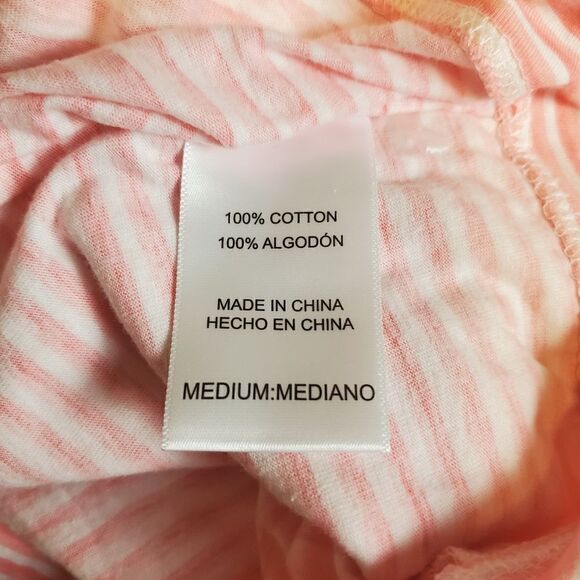 100% COTTON
100% ALGODÓN
MADE IN CHINA
HECHO EN CHINA
MEDIUM:MEDIANO